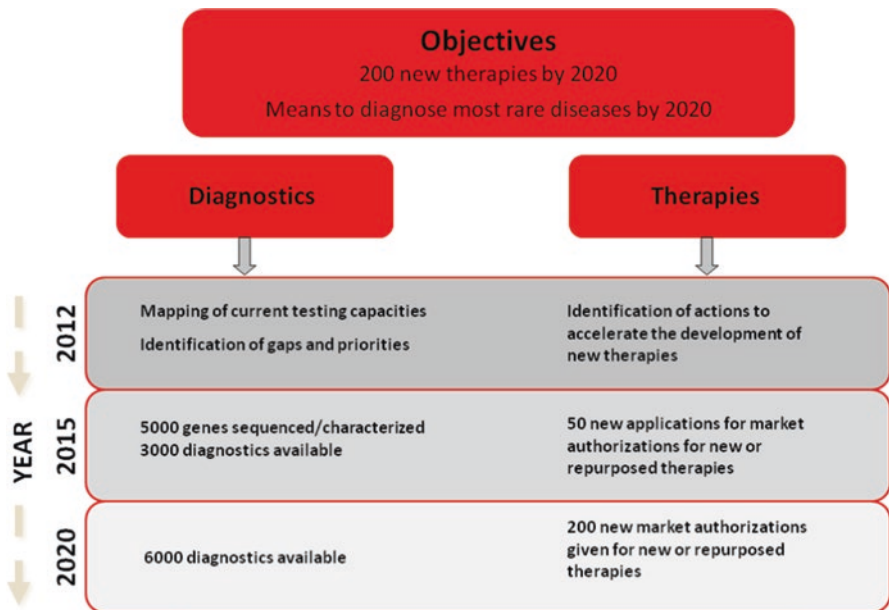 Objectives
200 new therapies by 2020
Means to diagnose most rare diseases by 2020
Diagnostics
Therapies
YEAR
2012
Mapping of current testing capacities
Identification of gaps and priorities
Identification of actions to
accelerate the development of
new therapies
2015
5000 genes sequenced/characterized
3000 diagnostics available
50 new applications for market
authorizations for new or
repurposed therapies
2020
6000 diagnostics available
200 new market authorizations
given for new or repurposed
therapies